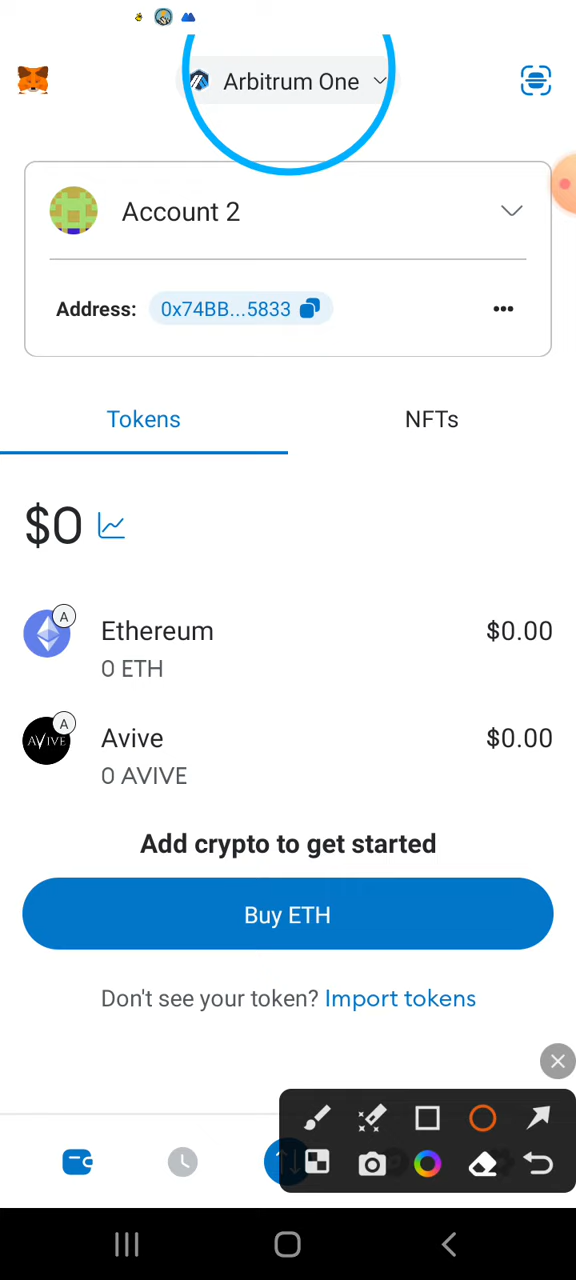 Arbitrum One
Account 2
Address: 0x74BB...5833
Tokens NFTs
$0
A
Ethereum $0.00
0 ETH
A
AVIVE
Avive $0.00
0 AVIVE
Add crypto to get started
Buy ETH
Don't see your token? Import tokens